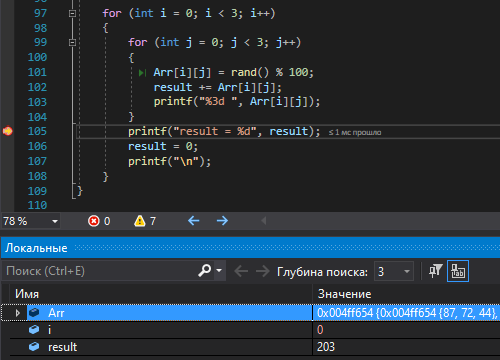 96
97 for (int i = 0; i < 3; i++)
98 {
99 for (int j = 0; j < 3; j++)
100 {
101 Arr[i][j] = rand() % 100;
102 result += Arr[i][j];
103 printf("%3d ", Arr[i][j]);
104 }
105 printf("result = %d", result); ≤ 1 мс прошло
106 result = 0;
107 printf("\n");
108 }
109 }
110
78 % 0 7
Локальные
Поиск (Ctrl+E) Глубина поиска: 3
Имя Значение
Arr 0x004ff654 {0x004ff654 {87, 72, 44},
i 0
result 203